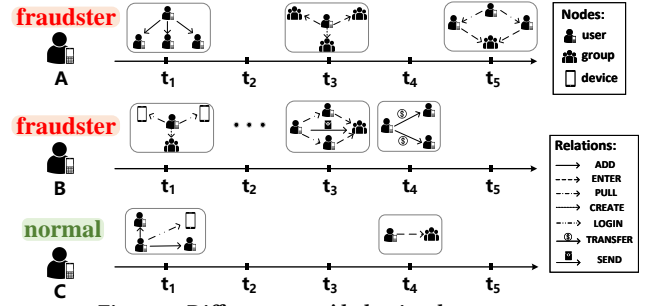 fraudster
A
t1 t2 t3 t4 t5
Nodes:
user
group
device
fraudster
B
t1 t2 t3 t4 t5
normal
C
t1 t2 t3 t4 t5
Relations:
ADD
ENTER
PULL
CREATE
LOGIN
TRANSFER
SEND